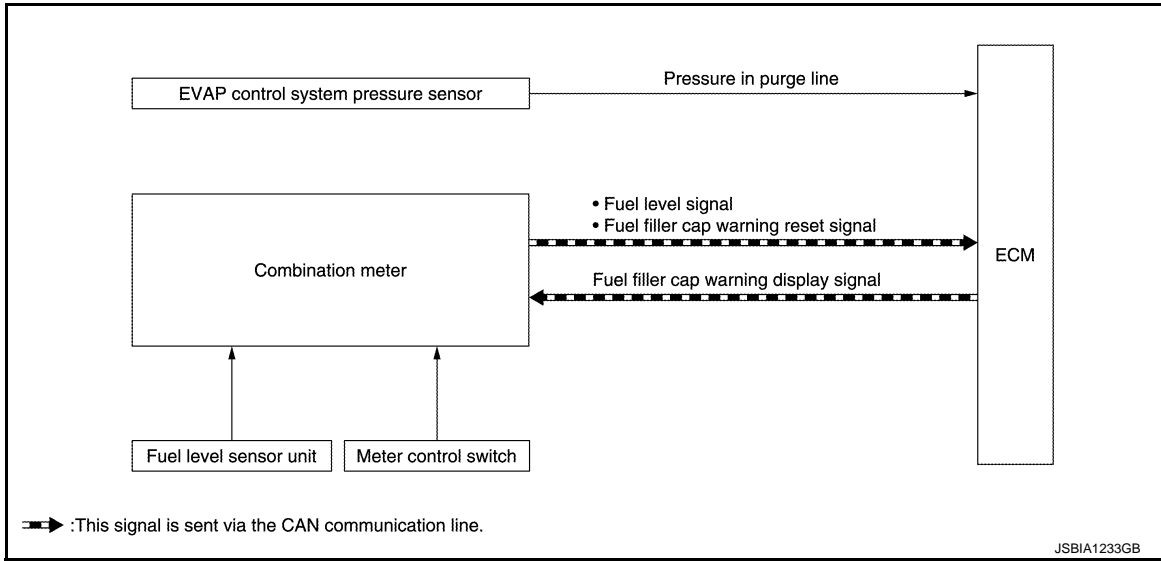 Pressure in purge line
EVAP control system pressure sensor
• Fuel level signal
• Fuel filler cap warning reset signal
Combination meter
ECM
Fuel filler cap warning display signal
Fuel level sensor unit
Meter control switch
:This signal is sent via the CAN communication line.
JSBIA1233GB